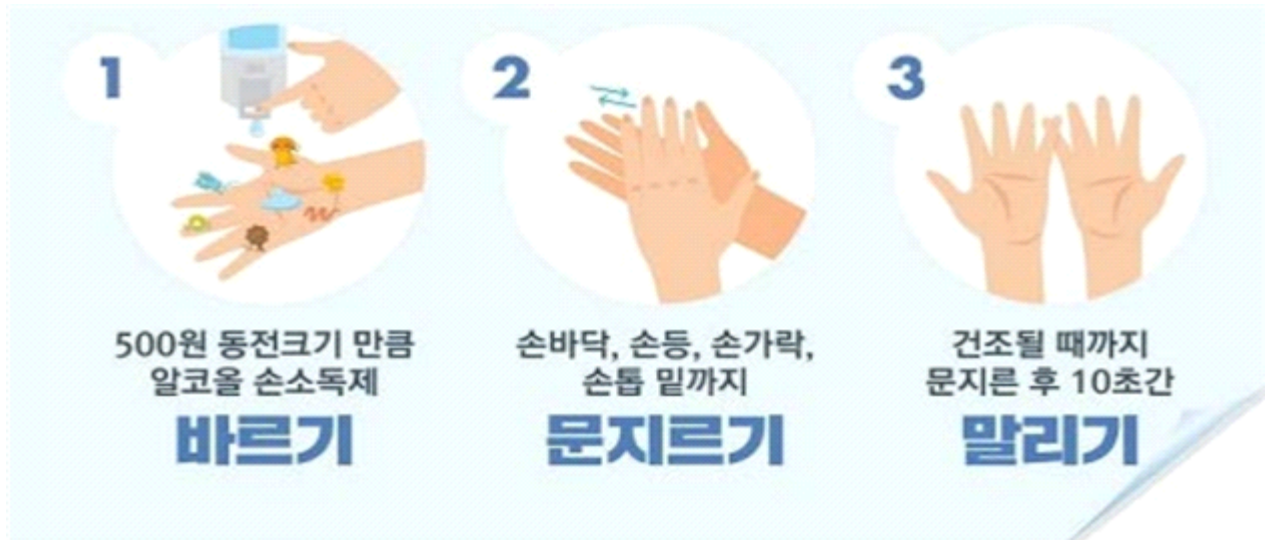 1
500원 동전크기 만큼
알코올 손소독제
바르기
2
손바닥, 손등, 손가락,
손톱 밑까지
문지르기
3
건조될 때까지
문지른 후 10초간
말리기